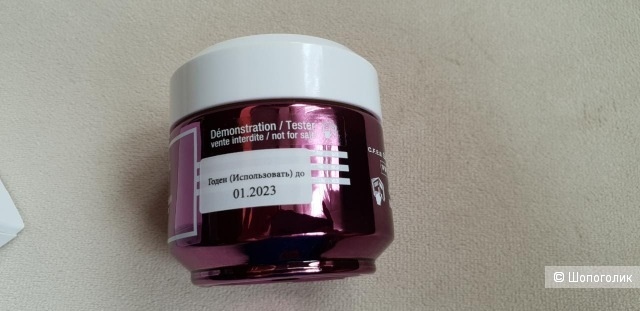 Démonstration / Tester
vente interdite / not for sale
Годен (Использовать) до
01.2023
© Шопоголик